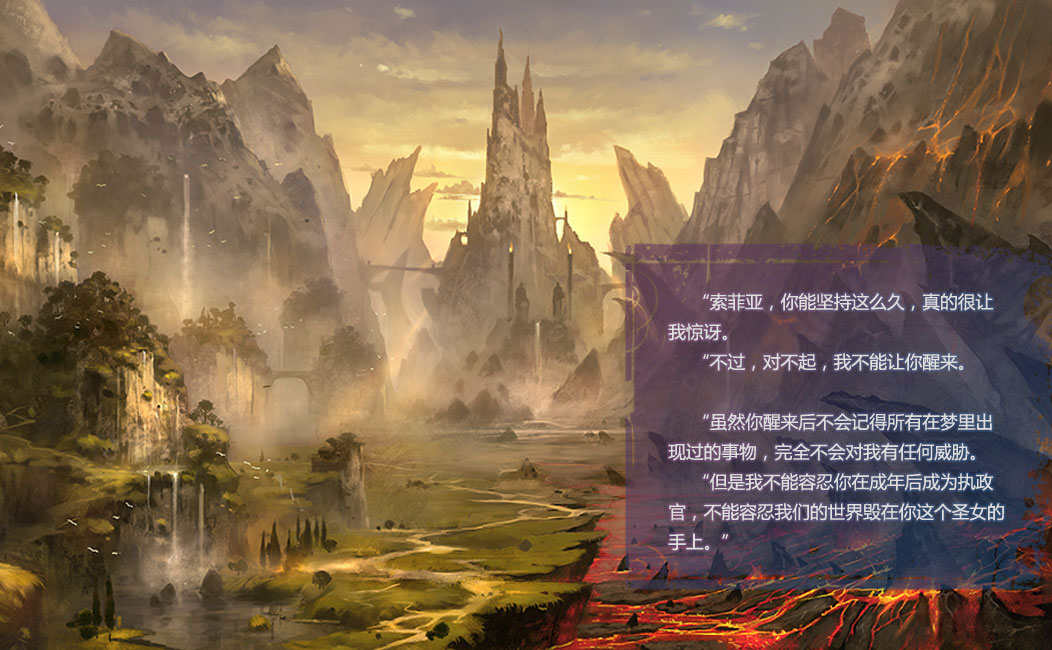 “索菲亚，你能坚持这么久，真的很让
我惊讶。
“不过，对不起，我不能让你醒来。
“虽然你醒来后不会记得所有在梦里出
现过的事物，完全不会对我有任何威胁。
“但是我不能容忍你在成年后成为执政
官，不能容忍我们的世界毁在你这个圣女的
手上。”